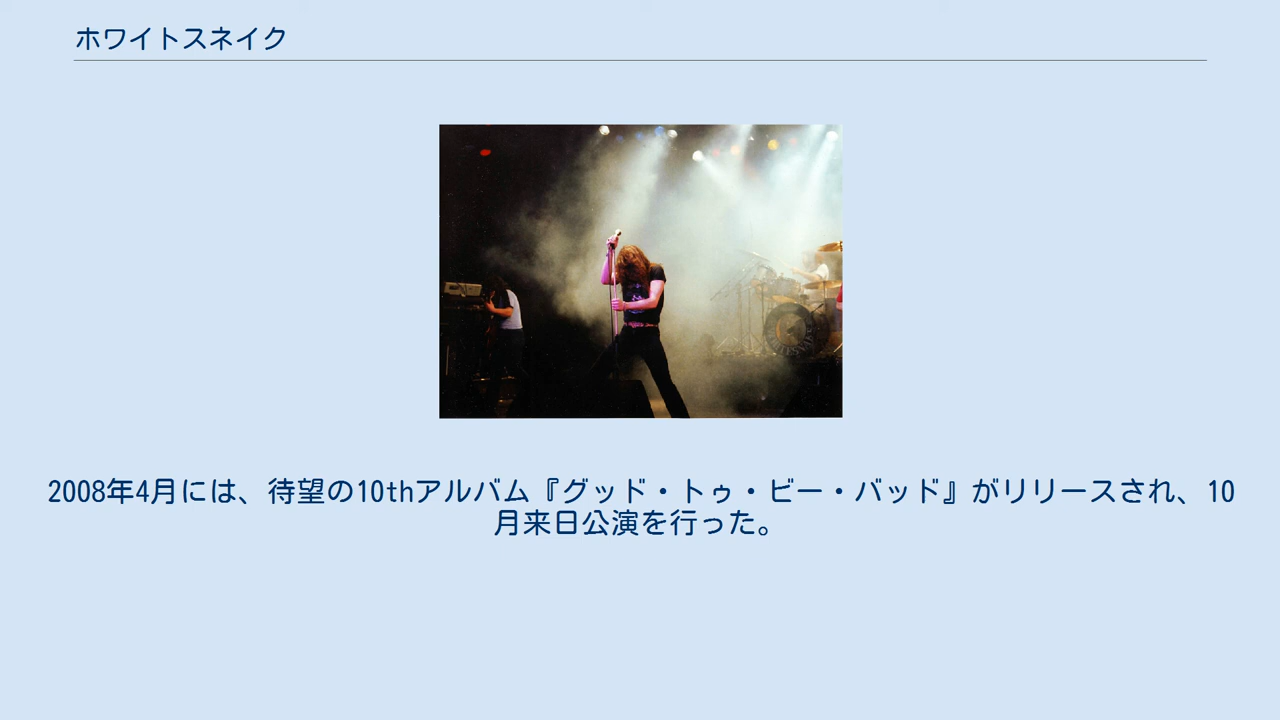 ホワイトスネイク
2008年4月には、待望の10thアルバム『グッド・トゥ・ビー・バッド』がリリースされ、10
月来日公演を行った。